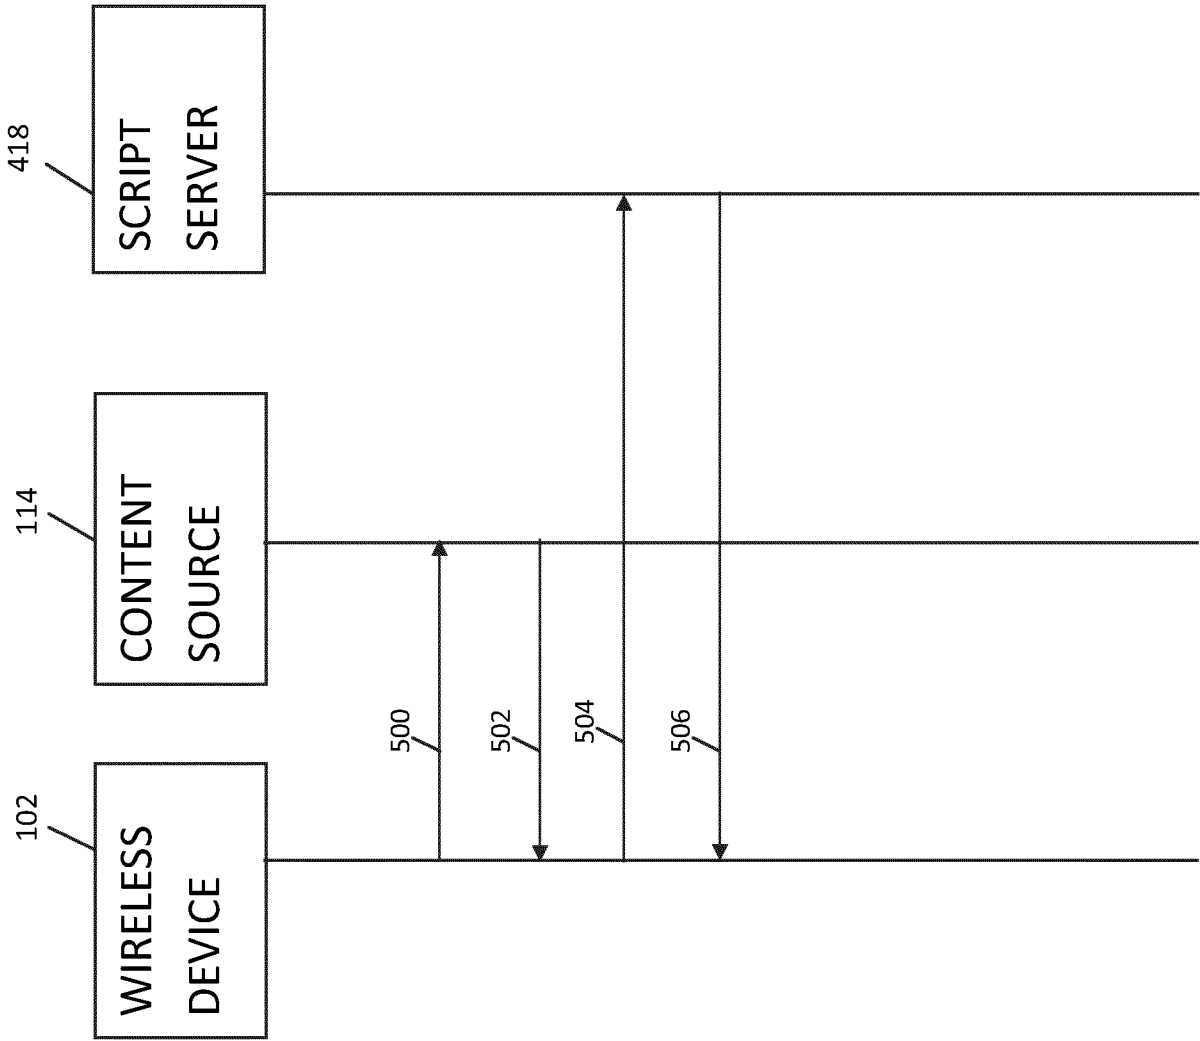 102
WIRELESS
DEVICE
114
CONTENT
SOURCE
418
SCRIPT
SERVER
500
502
504
506